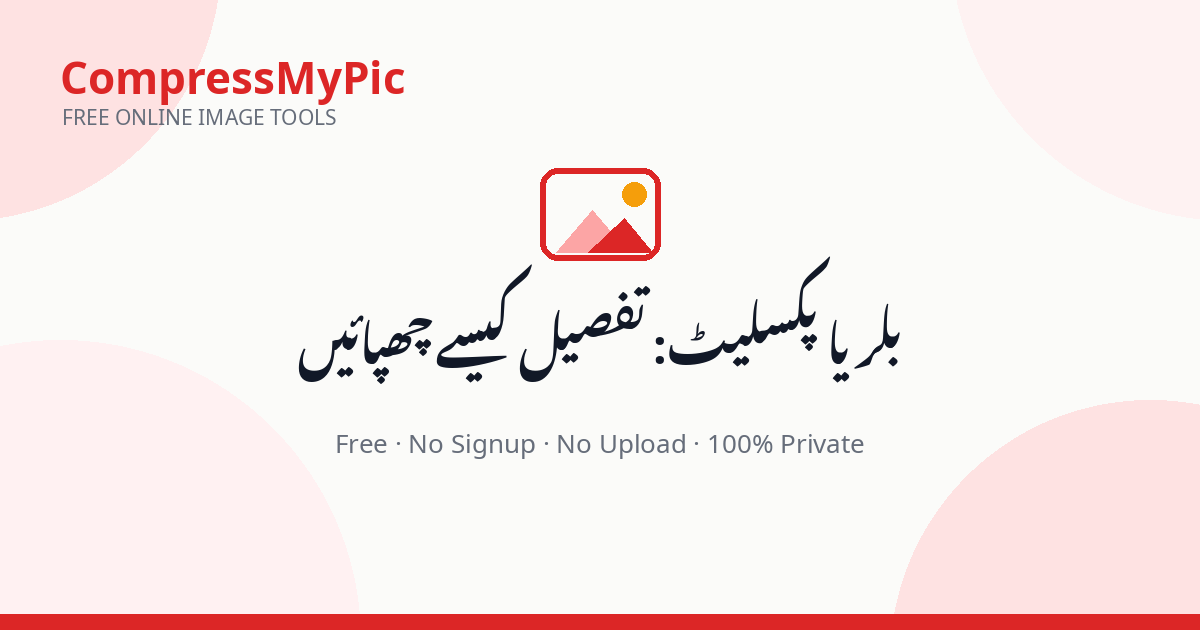 CompressMyPic
FREE ONLINE IMAGE TOOLS
بلر یا پکسلیٹ: تفصیل کیسے چھپائیں
Free · No Signup · No Upload · 100% Private